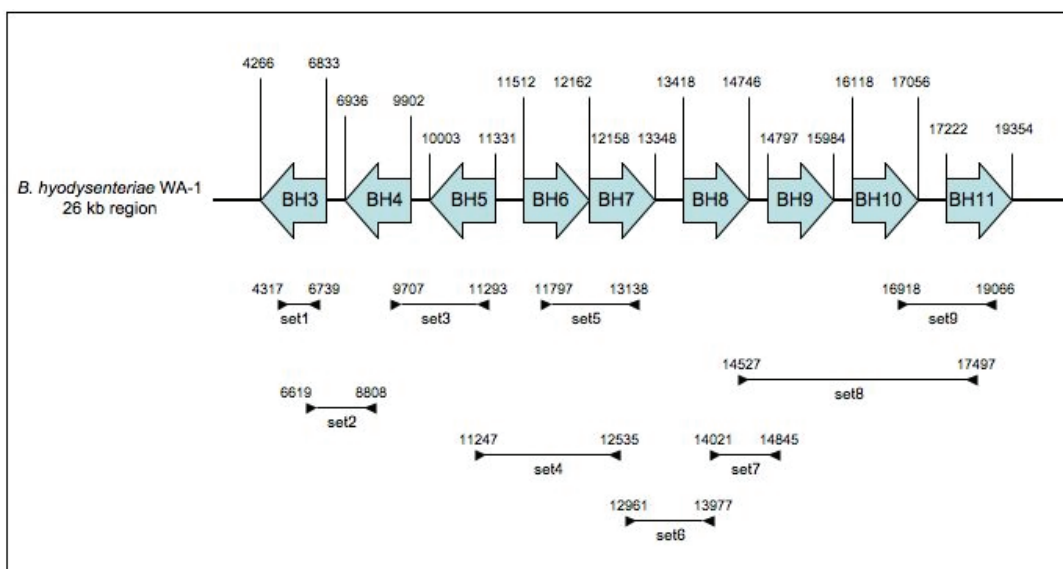 4266 6833
6936 9902
10003 11331
11512 12162
12158 13348
13418 14746
14797 15984
16118 17056
17222 19354
B. hyodysenteriae WA-1
26 kb region
BH3 BH4 BH5 BH6 BH7 BH8 BH9 BH10 BH11
4317 6739
set1
9707 11293
set3
11797 13138
set5
16918 19066
set9
14527 17497
set8
6619 8808
set2
11247 12535
set4
14021 14845
set7
12961 13977
set6